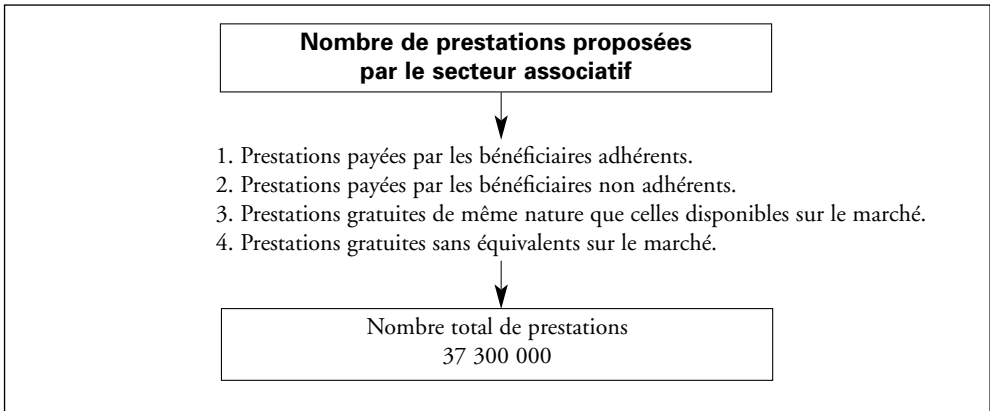 Nombre de prestations proposées
par le secteur associatif
1. Prestations payées par les bénéficiaires adhérents.
2. Prestations payées par les bénéficiaires non adhérents.
3. Prestations gratuites de même nature que celles disponibles sur le marché.
4. Prestations gratuites sans équivalents sur le marché.
Nombre total de prestations
37 300 000